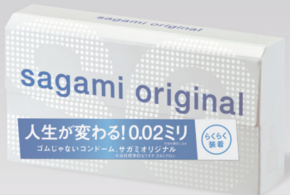 sagami original
人生が変わる!0.02ミリ
ゴムじゃないコンドーム、サガミオリジナル
らくらく
装着